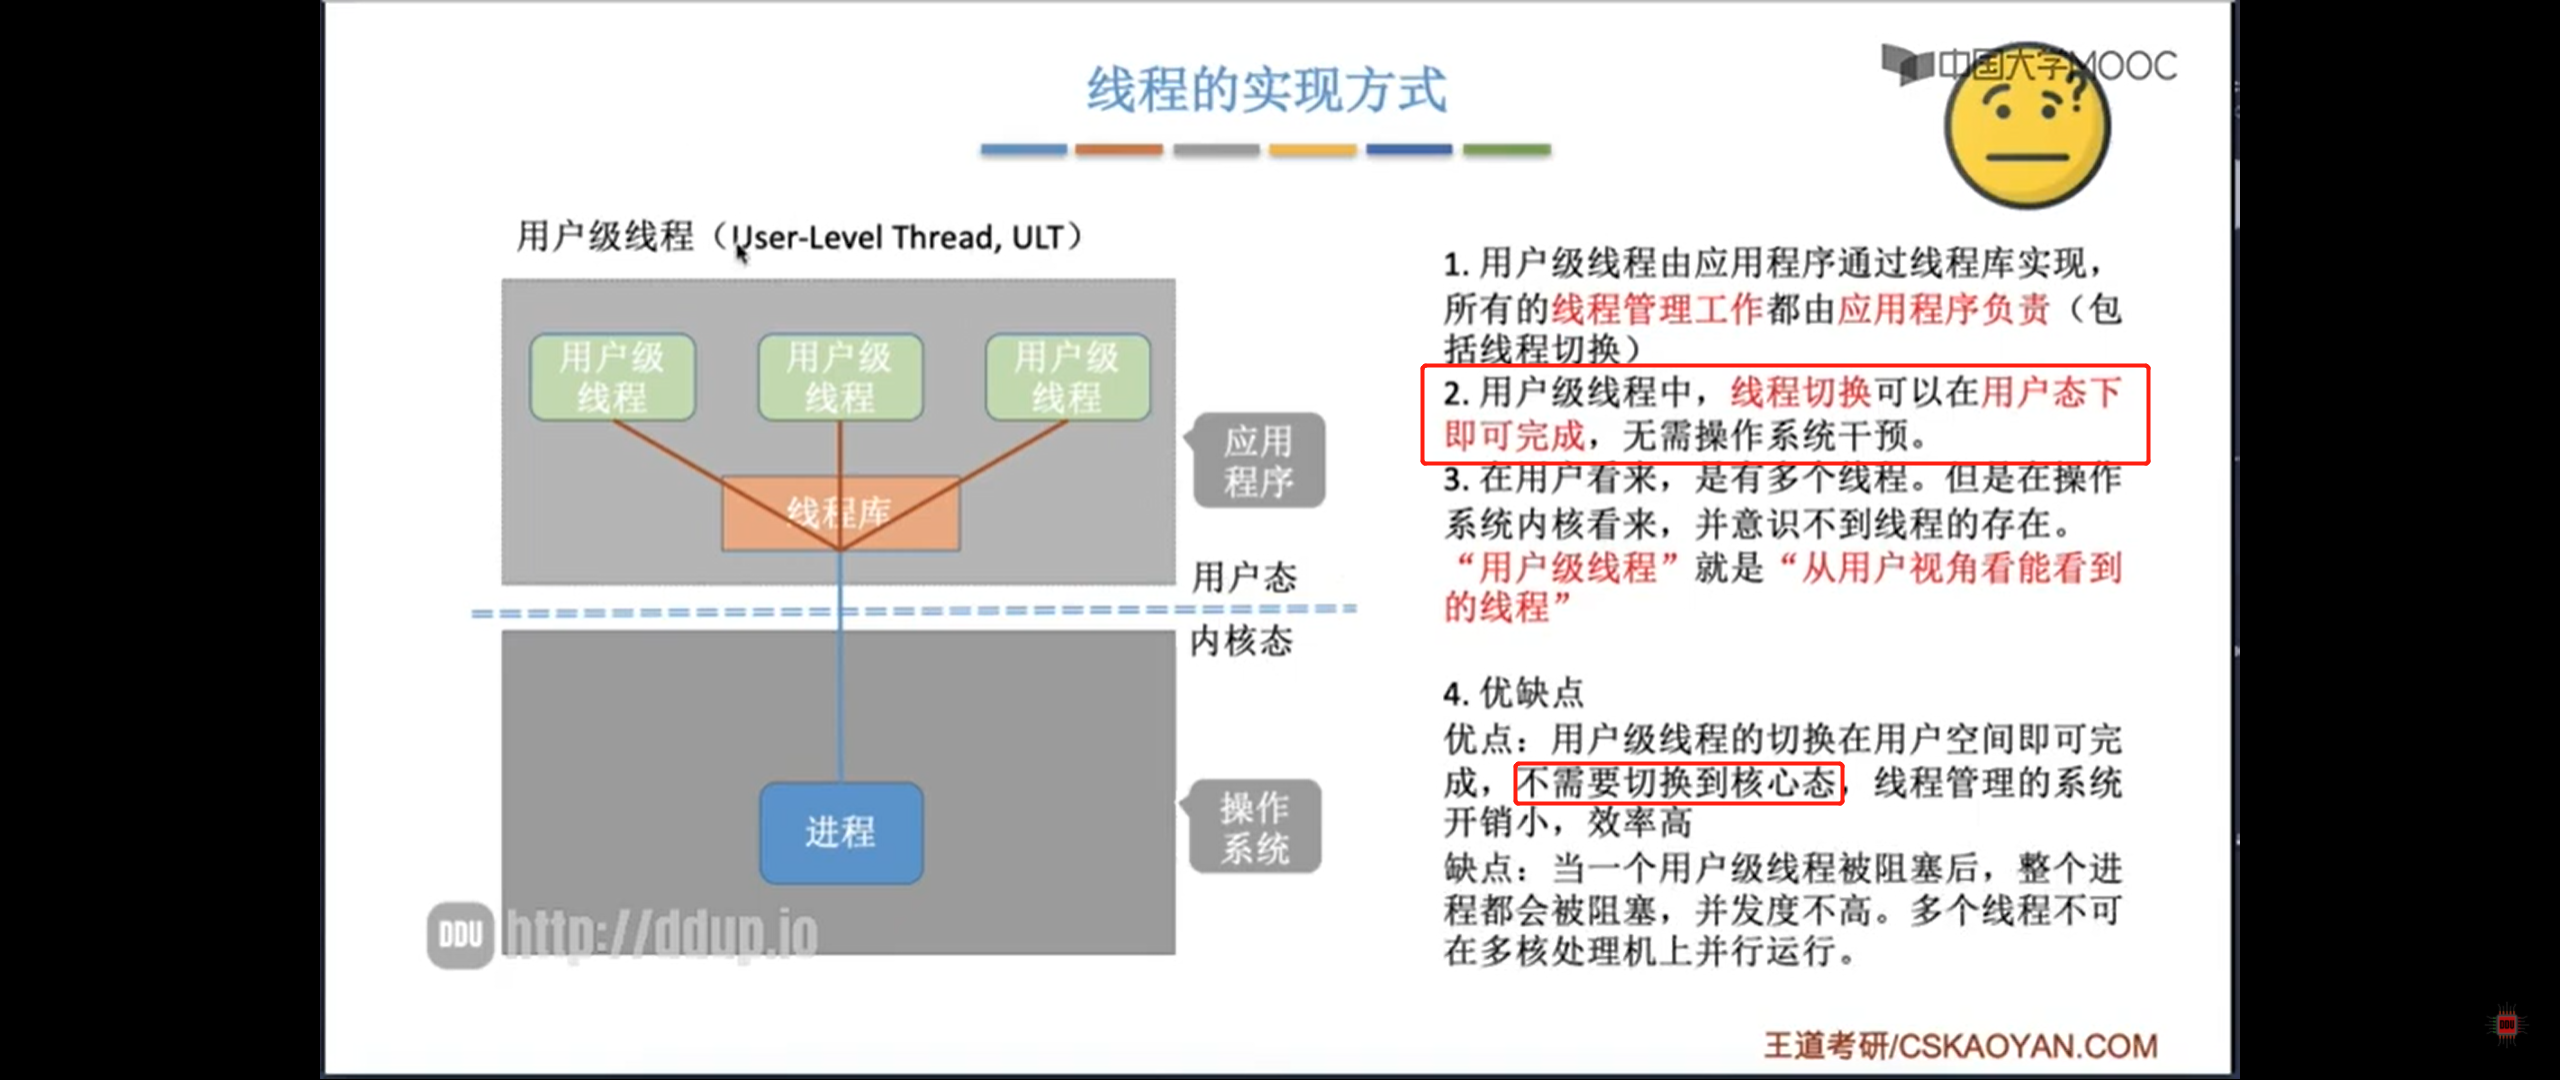 中国大学MOOC
线程的实现方式
用户级线程（User-Level Thread, ULT）
用户级
线程
用户级
线程
用户级
线程
线程库
应用
程序
用户态
内核态
进程
操作
系统
1. 用户级线程由应用程序通过线程库实现，
所有的线程管理工作都由应用程序负责（包
括线程切换）
2. 用户级线程中，线程切换可以在用户态下
即可完成，无需操作系统干预。
3. 在用户看来，是有多个线程。但是在操作
系统内核看来，并意识不到线程的存在。
“用户级线程”就是“从用户视角看能看到
的线程”
4. 优缺点
优点：用户级线程的切换在用户空间即可完
成，不需要切换到核心态，线程管理的系统
开销小，效率高
缺点：当一个用户级线程被阻塞后，整个进
程都会被阻塞，并发度不高。多个线程不可
在多核处理机上并行运行。
DDU http://ddup.io
王道考研/CSKAOYAN.COM
DDU